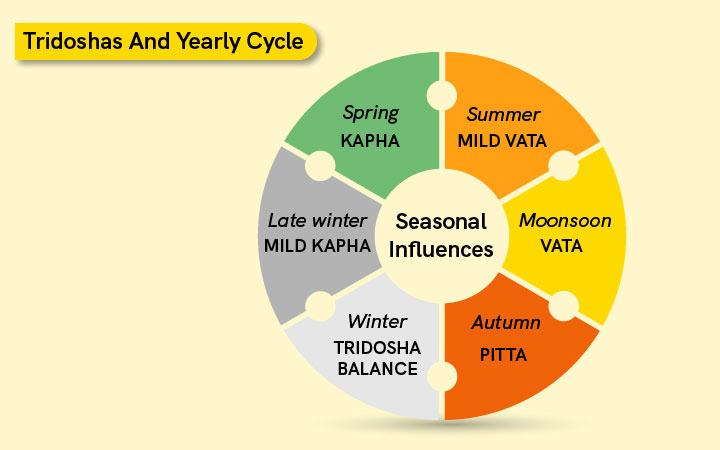 Tridoshas And Yearly Cycle
Spring
KAPHA
Summer
MILD VATA
Late winter
MILD KAPHA
Seasonal
Influences
Moonsoon
VATA
Winter
TRIDOSHA
BALANCE
Autumn
PITTA